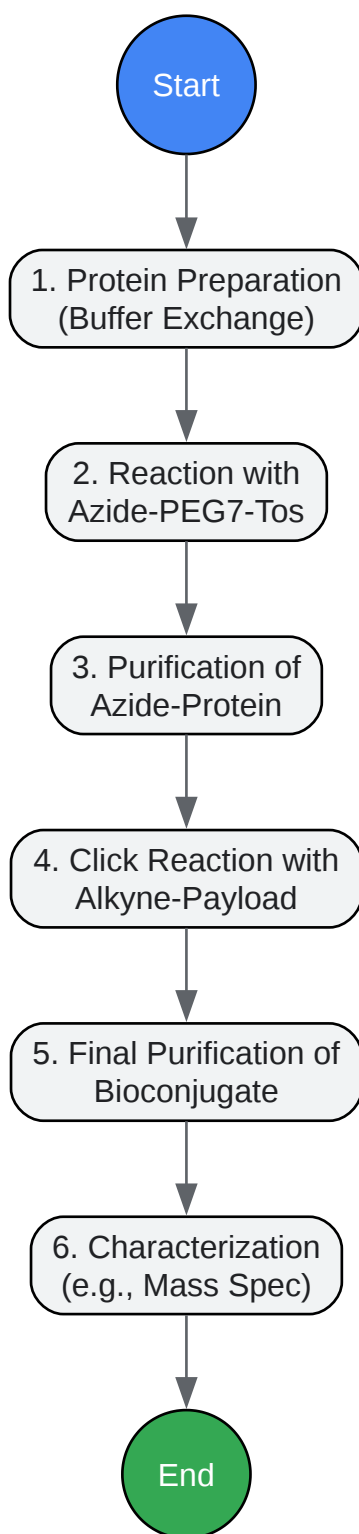 Start
1. Protein Preparation
(Buffer Exchange)
2. Reaction with
Azide-PEG7-Tos
3. Purification of
Azide-Protein
4. Click Reaction with
Alkyne-Payload
5. Final Purification of
Bioconjugate
6. Characterization
(e.g., Mass Spec)
End